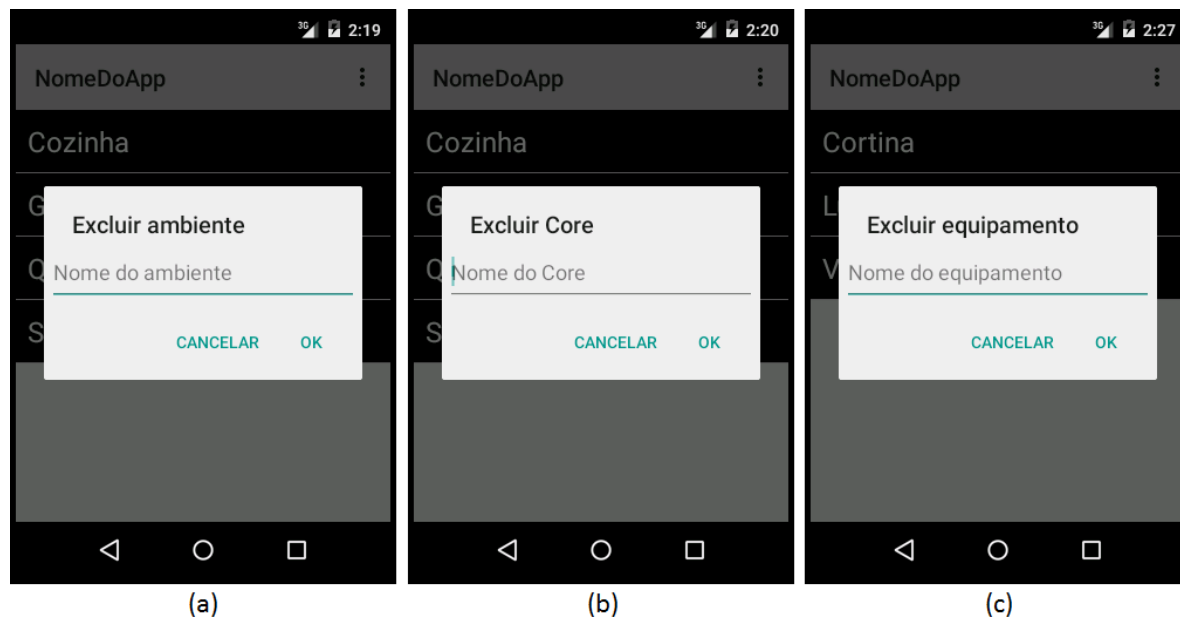 3G 2:19
NomeDoApp
Cozinha
G
Excluir ambiente
Q
Nome do ambiente
S
CANCELAR OK
(a)
3G 2:20
NomeDoApp
Cozinha
G
Excluir Core
Q
Nome do Core
S
CANCELAR OK
(b)
3G 2:27
NomeDoApp
Cortina
L
Excluir equipamento
V
Nome do equipamento
CANCELAR OK
(c)